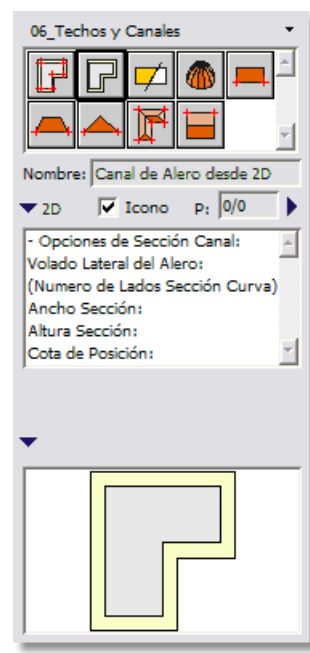 06_Techos y Canales
Nombre: Canal de Alero desde 2D
2D Icono P: 0/0
- Opciones de Sección Canal:
Volado Lateral del Alero:
(Numero de Lados Sección Curva)
Ancho Sección:
Altura Sección:
Cota de Posición: